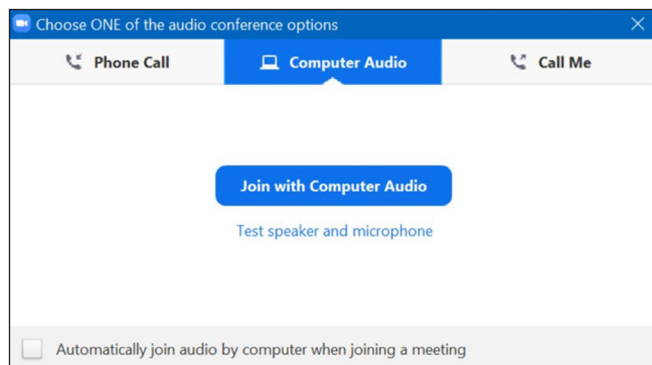 Choose ONE of the audio conference options
Phone Call
Computer Audio
Call Me
Join with Computer Audio
Test speaker and microphone
Automatically join audio by computer when joining a meeting